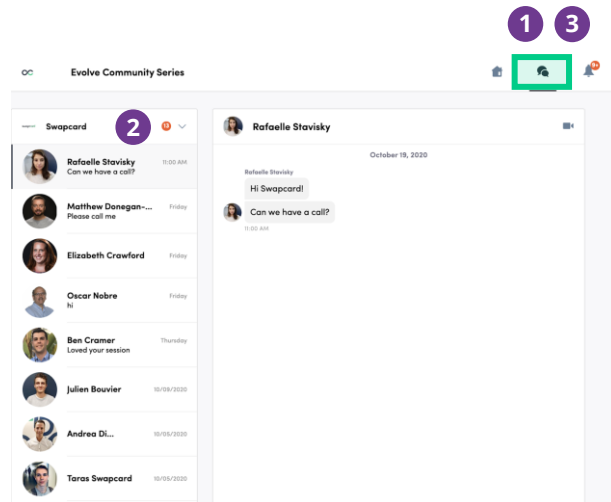 1 3
Evolve Community Series
9+
Swapcard 2
Rafaelle Stavisky 11:00 AM
Can we have a call?
Matthew Donegan-... Friday
Please call me
Elizabeth Crawford Friday
Oscar Nobre Friday
hi
Ben Cramer Thursday
Loved your session
Julien Bouvier 10/09/2020
Andrea Di... 10/05/2020
Taras Swapcard 10/05/2020
Rafaelle Stavisky
October 19, 2020
Rafaelle Stavisky
Hi Swapcard!
Can we have a call?
11:00 AM